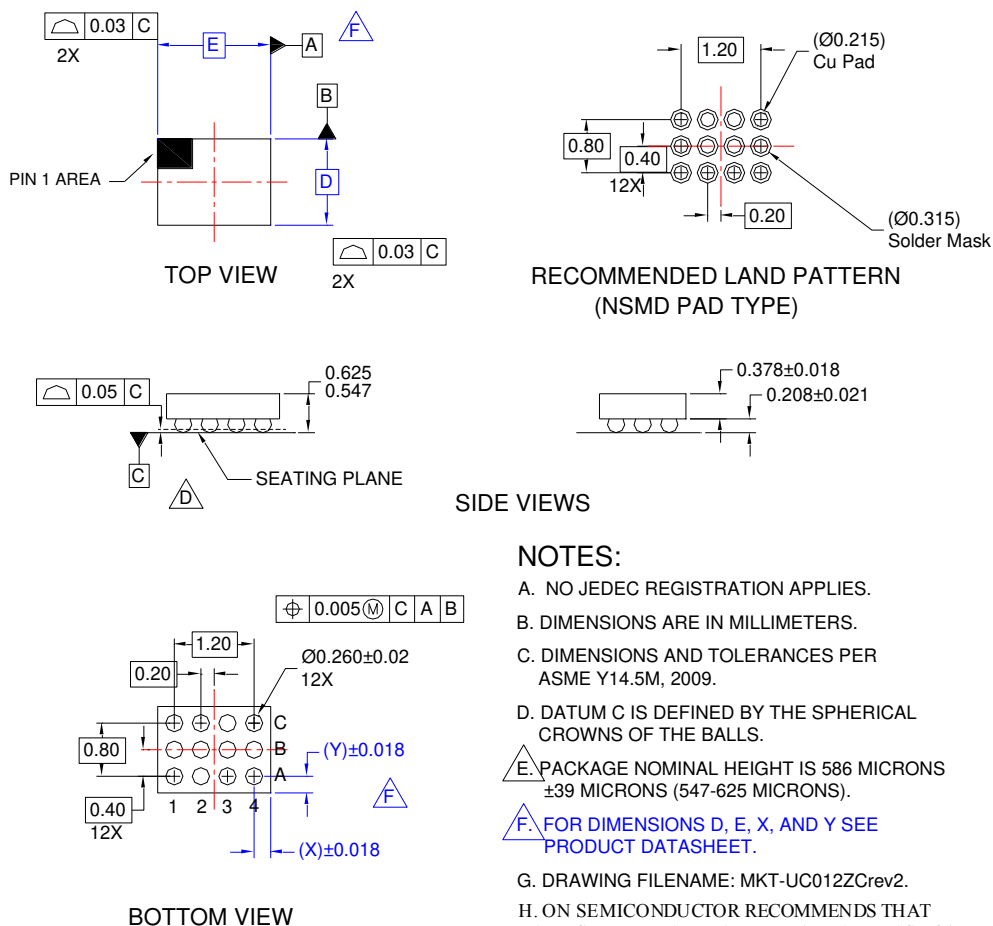 0.03 C
2X
E
A
F
B
D
PIN 1 AREA
0.03 C
2X
TOP VIEW
1.20
(Ø0.215)
Cu Pad
0.80
0.40
12X
0.20
(Ø0.315)
Solder Mask
RECOMMENDED LAND PATTERN
(NSMD PAD TYPE)
0.05 C
0.625
0.547
C
D
SEATING PLANE
0.378±0.018
0.208±0.021
SIDE VIEWS
0.005 Ⓜ C A B
1.20
0.20
Ø0.260±0.02
12X
0.80
C
B
A
(Y)±0.018
F
0.40
12X
1 2 3 4
(X)±0.018
BOTTOM VIEW
NOTES:
A. NO JEDEC REGISTRATION APPLIES.
B. DIMENSIONS ARE IN MILLIMETERS.
C. DIMENSIONS AND TOLERANCES PER
ASME Y14.5M, 2009.
D. DATUM C IS DEFINED BY THE SPHERICAL
CROWNS OF THE BALLS.
E. PACKAGE NOMINAL HEIGHT IS 586 MICRONS
±39 MICRONS (547-625 MICRONS).
F. FOR DIMENSIONS D, E, X, AND Y SEE
PRODUCT DATASHEET.
G. DRAWING FILENAME: MKT-UC012ZCrev2.
H. ON SEMICONDUCTOR RECOMMENDS THAT